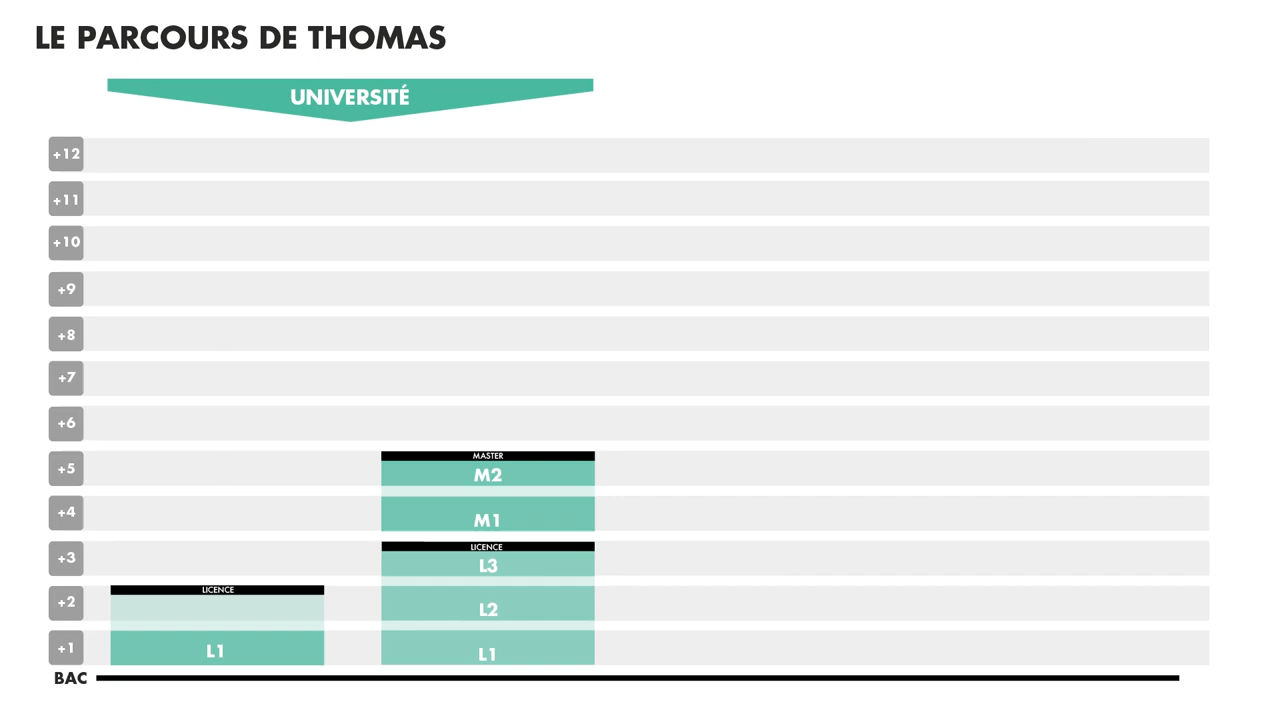 LE PARCOURS DE THOMAS
UNIVERSITÉ
+12
+11
+10
+9
+8
+7
+6
+5
MASTER
M2
+4
M1
+3
LICENCE
L3
+2
LICENCE
L2
+1
L1
L1
BAC